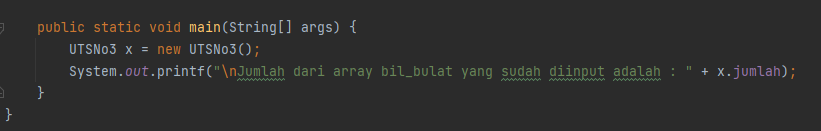 public static void main(String[] args) {
UTSNo3 x = new UTSNo3();
System.out.printf("\nJumlah dari array bil_bulat yang sudah diinput adalah : " + x.jumlah);
}
}